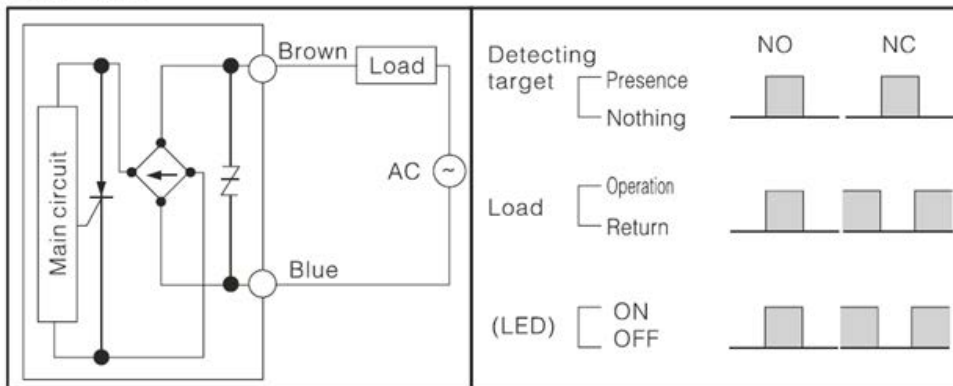 Brown
Load
Main circuit
AC
~
Blue
NO NC
Detecting
target
Presence
Nothing
Load
Operation
Return
(LED)
ON
OFF